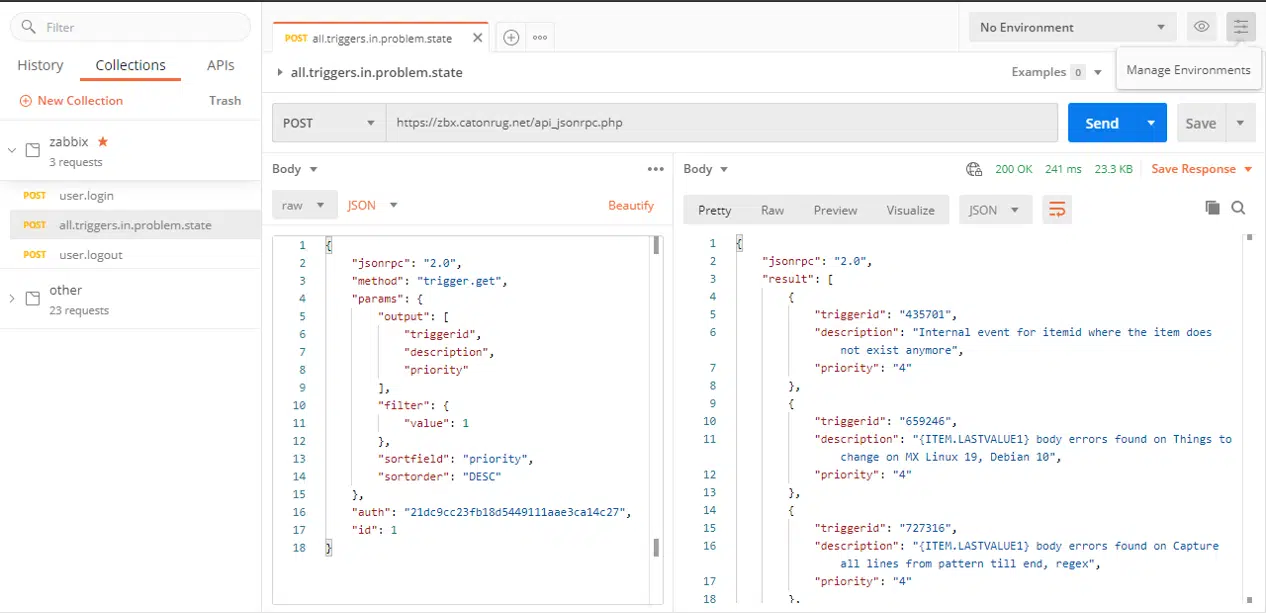 Filter
History Collections APIs
New Collection Trash
zabbix
3 requests
POST user.login
POST all.triggers.in.problem.state
POST user.logout
other
23 requests
POST all.triggers.in.problem.state
No Environment
Manage Environments
all.triggers.in.problem.state
Examples 0
POST https://zbx.catonrug.net/api_jsonrpc.php
Send Save
Body
raw JSON Beautify
1 {
2 "jsonrpc": "2.0",
3 "method": "trigger.get",
4 "params": {
5 "output": [
6 "triggerid",
7 "description",
8 "priority"
9 ],
10 "filter": {
11 "value": 1
12 },
13 "sortfield": "priority",
14 "sortorder": "DESC"
15 },
16 "auth": "21dc9cc23fb18d5449111aae3ca14c27",
17 "id": 1
18 }
Body 200 OK 241 ms 23.3 KB Save Response
Pretty Raw Preview Visualize JSON
1 {
2 "jsonrpc": "2.0",
3 "result": [
4 {
5 "triggerid": "435701",
6 "description": "Internal event for itemid where the item does
not exist anymore",
7 "priority": "4"
8 },
9 {
10 "triggerid": "659246",
11 "description": "{ITEM.LASTVALUE1} body errors found on Things to
change on MX Linux 19, Debian 10",
12 "priority": "4"
13 },
14 {
15 "triggerid": "727316",
16 "description": "{ITEM.LASTVALUE1} body errors found on Capture
all lines from pattern till end, regex",
17 "priority": "4"
18 },